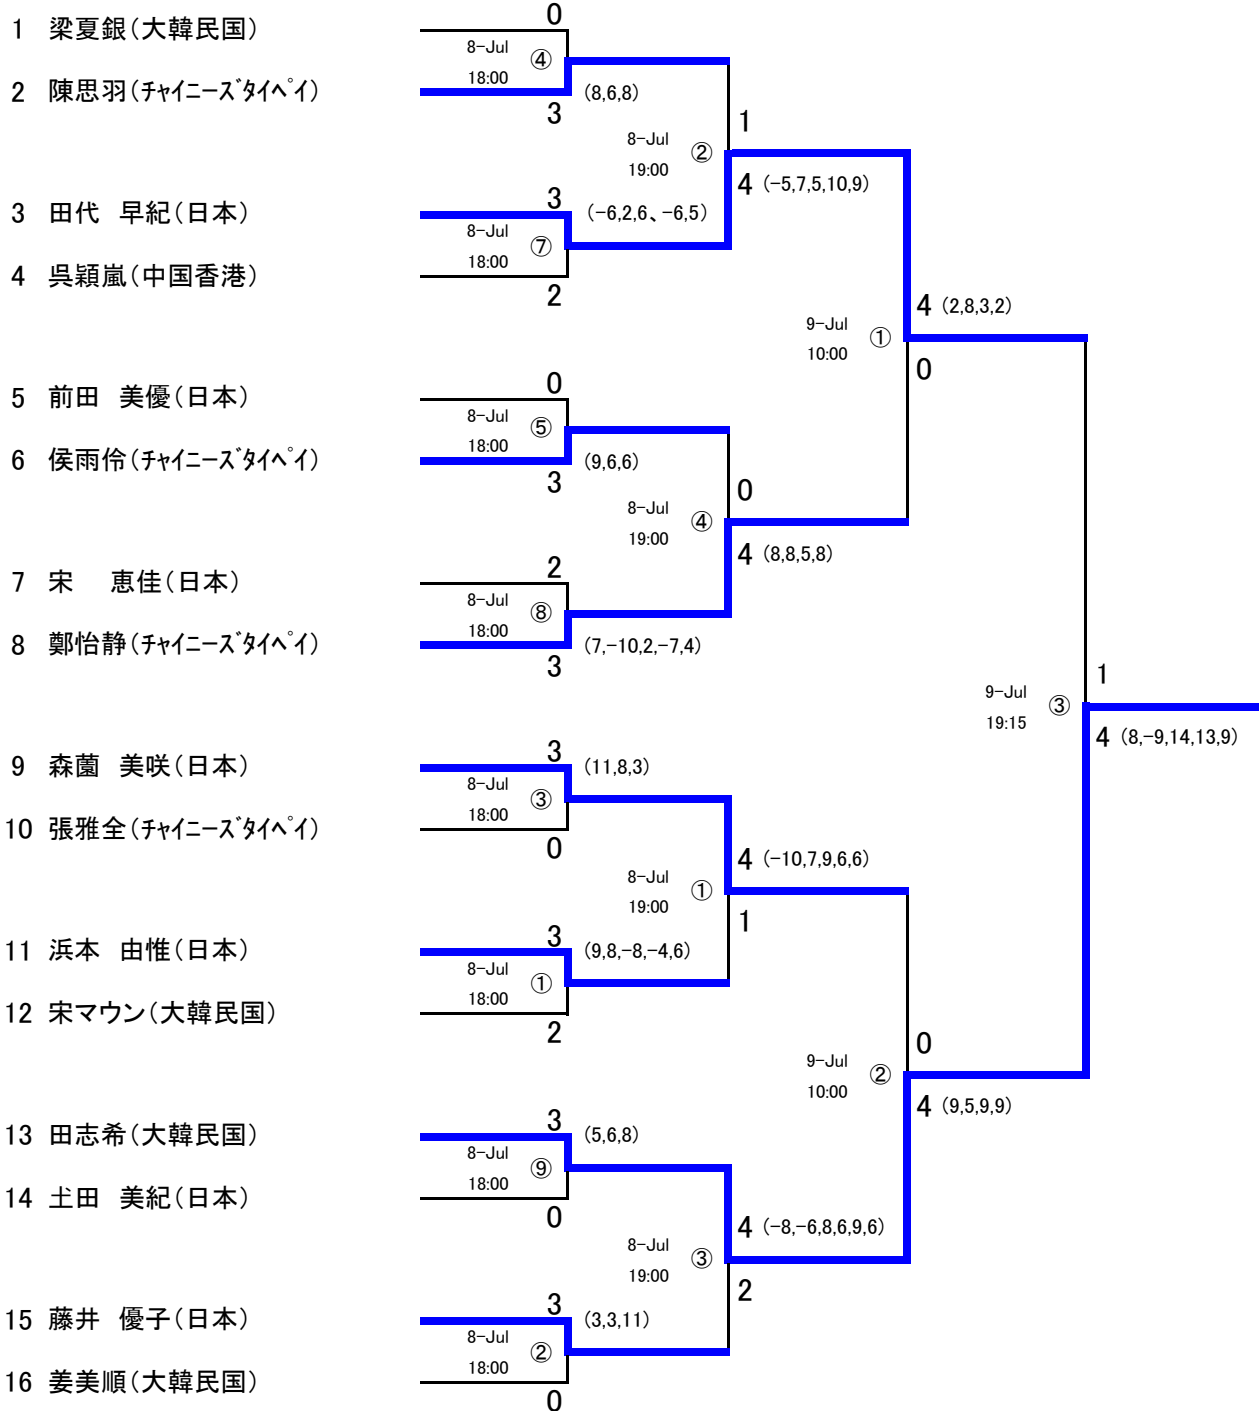 0
1 梁夏銀(大韓民国)
8-Jul ④
18:00
2 陳思羽(ﾁｬｲﾆｰｽﾞﾀｲﾍﾟｲ)
(8,6,8)
3
1
8-Jul ②
19:00
4 (-5,7,5,10,9)
3
3 田代 早紀(日本)
(-6,2,6、-6,5)
8-Jul ⑦
18:00
4 呉穎嵐(中国香港)
2
4 (2,8,3,2)
9-Jul ①
10:00
0
0
5 前田 美優(日本)
8-Jul ⑤
18:00
6 侯雨伶(ﾁｬｲﾆｰｽﾞﾀｲﾍﾟｲ)
(9,6,6)
3
0
8-Jul ④
19:00
4 (8,8,5,8)
2
7 宋 恵佳(日本)
8-Jul ⑧
18:00
8 鄭怡静(ﾁｬｲﾆｰｽﾞﾀｲﾍﾟｲ)
(7,-10,2,-7,4)
3
1
9-Jul ③
19:15
4 (8,-9,14,13,9)
3
9 森薗 美咲(日本)
(11,8,3)
8-Jul ③
18:00
10 張雅全(ﾁｬｲﾆｰｽﾞﾀｲﾍﾟｲ)
0
4 (-10,7,9,6,6)
8-Jul ①
19:00
1
3
11 浜本 由惟(日本)
(9,8,-8,-4,6)
8-Jul ①
18:00
12 宋マウン(大韓民国)
2
0
9-Jul ②
10:00
4 (9,5,9,9)
3
13 田志希(大韓民国)
(5,6,8)
8-Jul ⑨
18:00
14 土田 美紀(日本)
0
4 (-8,-6,8,6,9,6)
8-Jul ③
19:00
2
3
15 藤井 優子(日本)
(3,3,11)
8-Jul ②
18:00
16 姜美順(大韓民国)
0